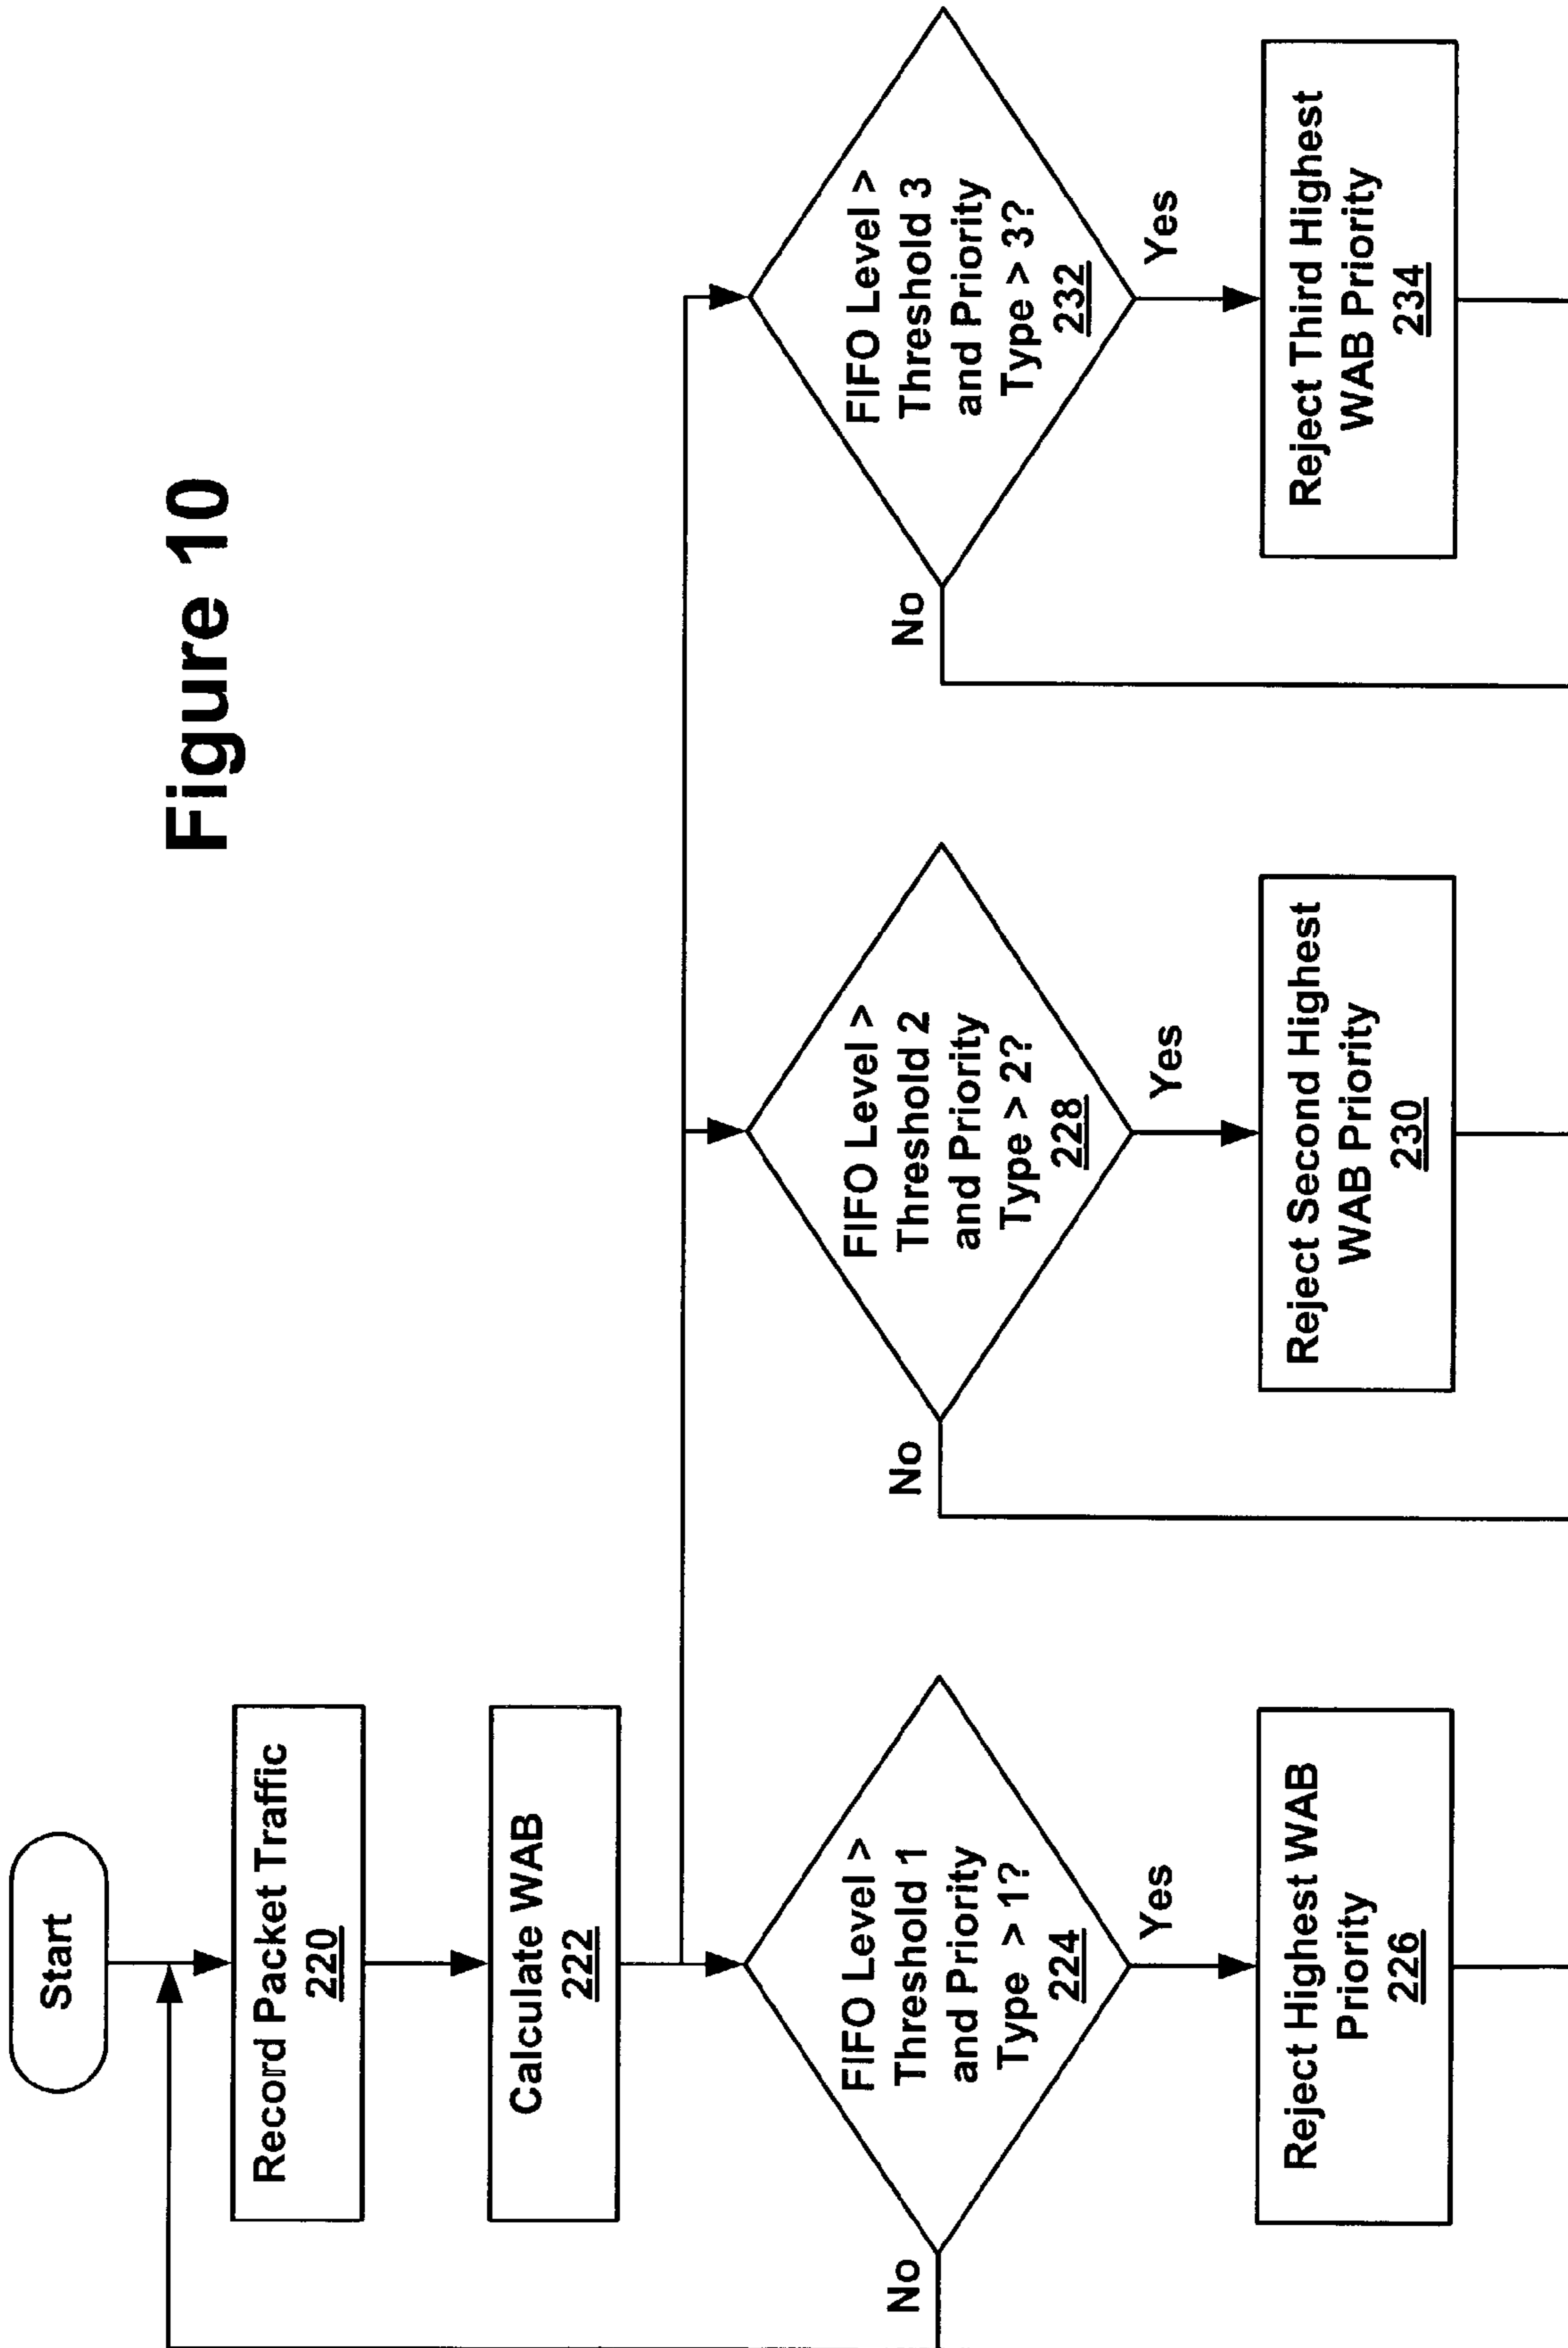 Figure 10
Start
Record Packet Traffic
220
Calculate WAB
222
FIFO Level >
Threshold 1
and Priority
Type > 1?
224
No
Yes
Reject Highest WAB
Priority
226
FIFO Level >
Threshold 2
and Priority
Type > 2?
228
No
Yes
Reject Second Highest
WAB Priority
230
FIFO Level >
Threshold 3
and Priority
Type > 3?
232
No
Yes
Reject Third Highest
WAB Priority
234